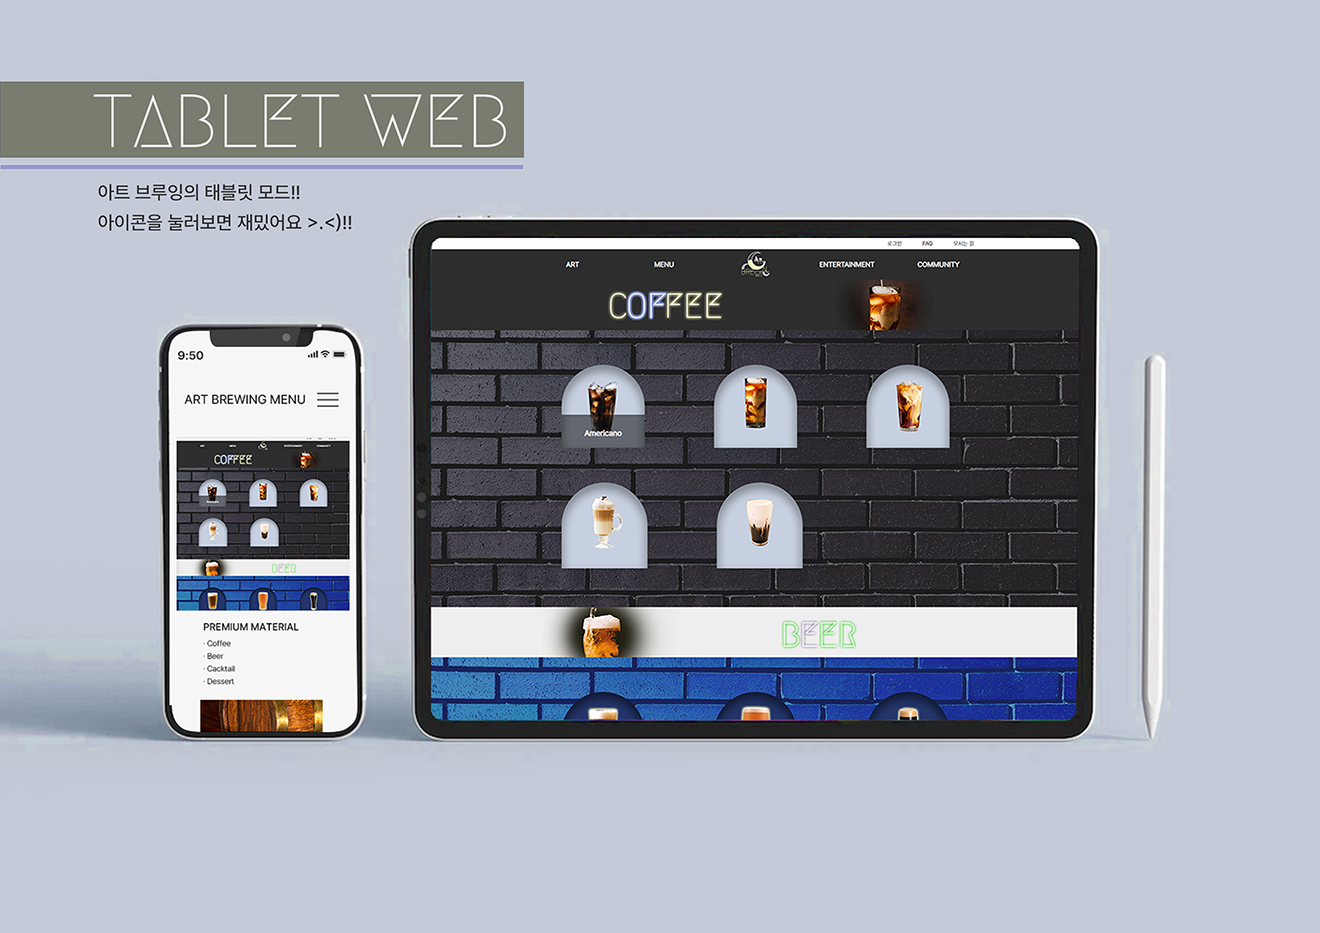 TABLET WEB
아트 브루잉의 태블릿 모드!!
아이콘을 눌러보면 재밌어요 >.<)!!
로그인 FAQ 오시는 길
ART MENU ENTERTAINMENT COMMUNITY
COFFEE
Americano
BEER
9:50
ART BREWING MENU
COFFEE
BEER
PREMIUM MATERIAL
· Coffee
· Beer
· Cacktail
· Dessert